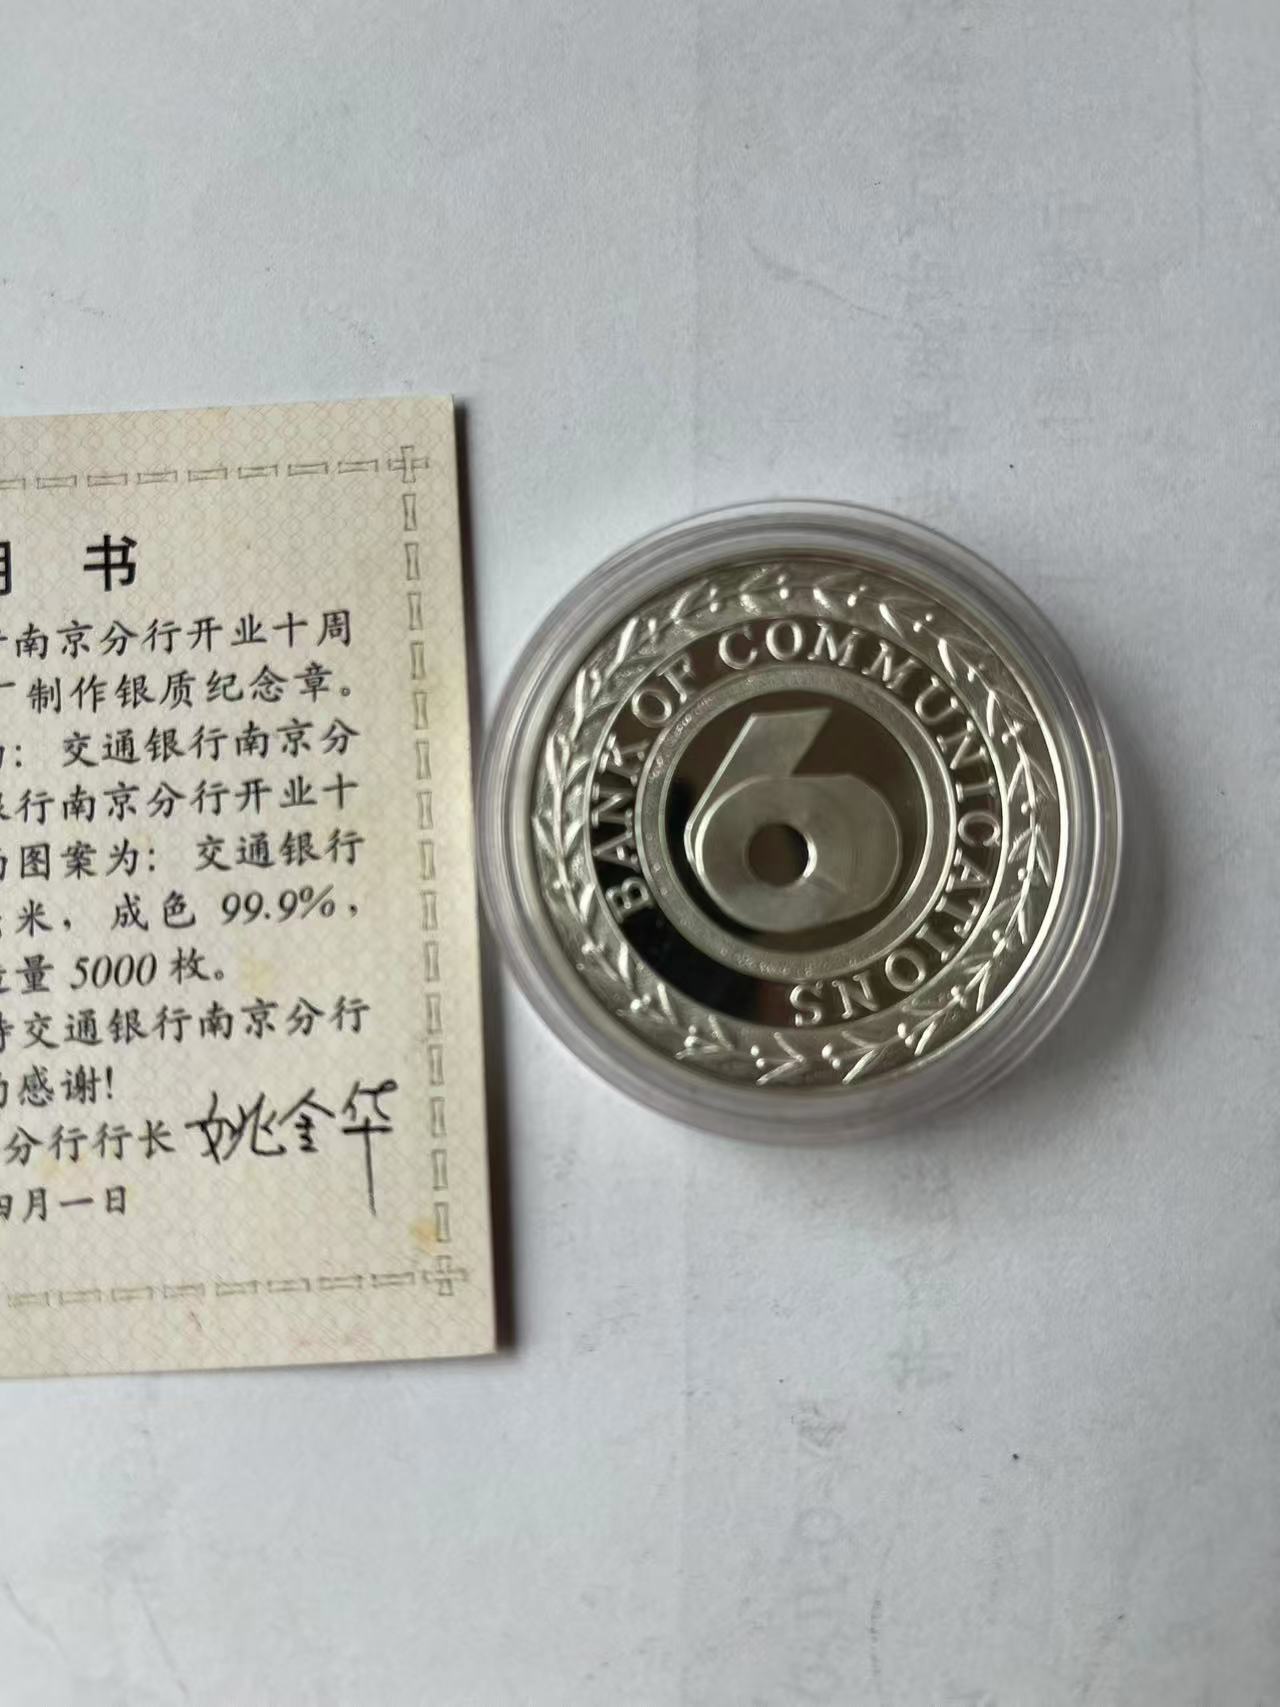 书
南京分行开业十周
制作银质纪念章。
：交通银行南京分
行南京分行开业十
图案为：交通银行
米，成色 99.9%，
量 5000 枚。
交通银行南京分行
感谢！
分行行长 姚金华
月一日
BANK OF COMMUNICATIONS